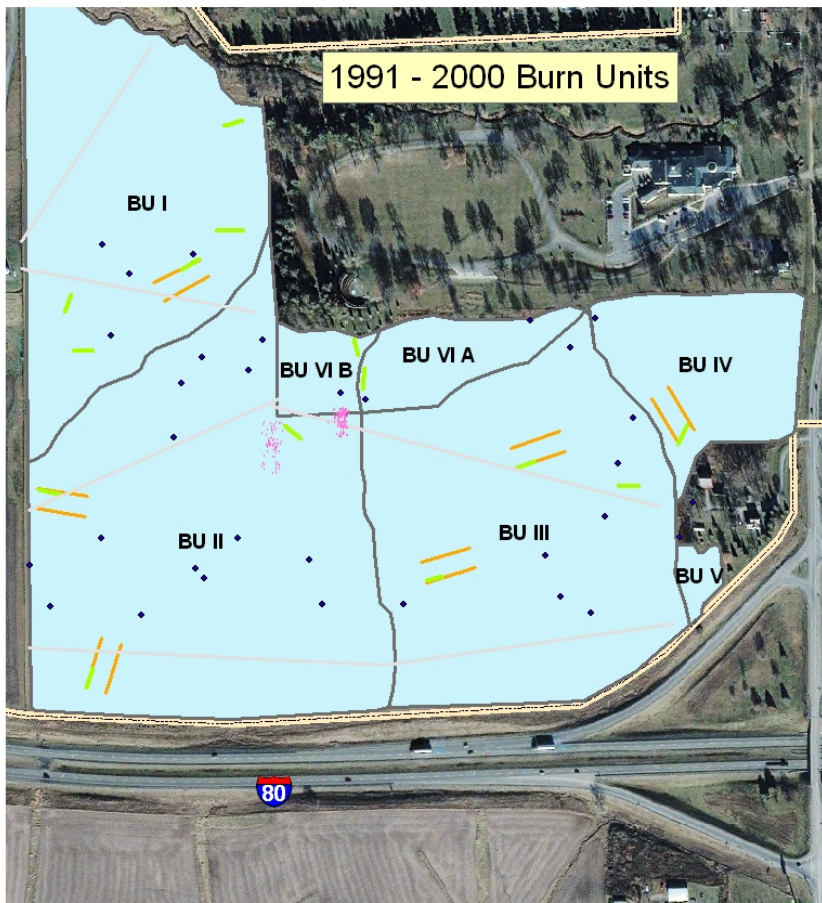 1991 - 2000 Burn Units
BU I
BU VI B
BU VI A
BU IV
BU II
BU III
BU V
80